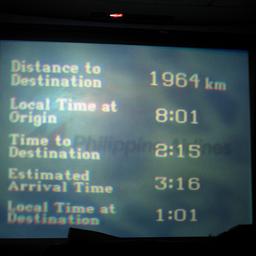 Distance to
Destination 1964 km
Local Time at
Origin 8:01
Philippine Airlines
Time to
Destination 2:15
Estimated
Arrival Time 3:16
Local Time at
Destination 1:01